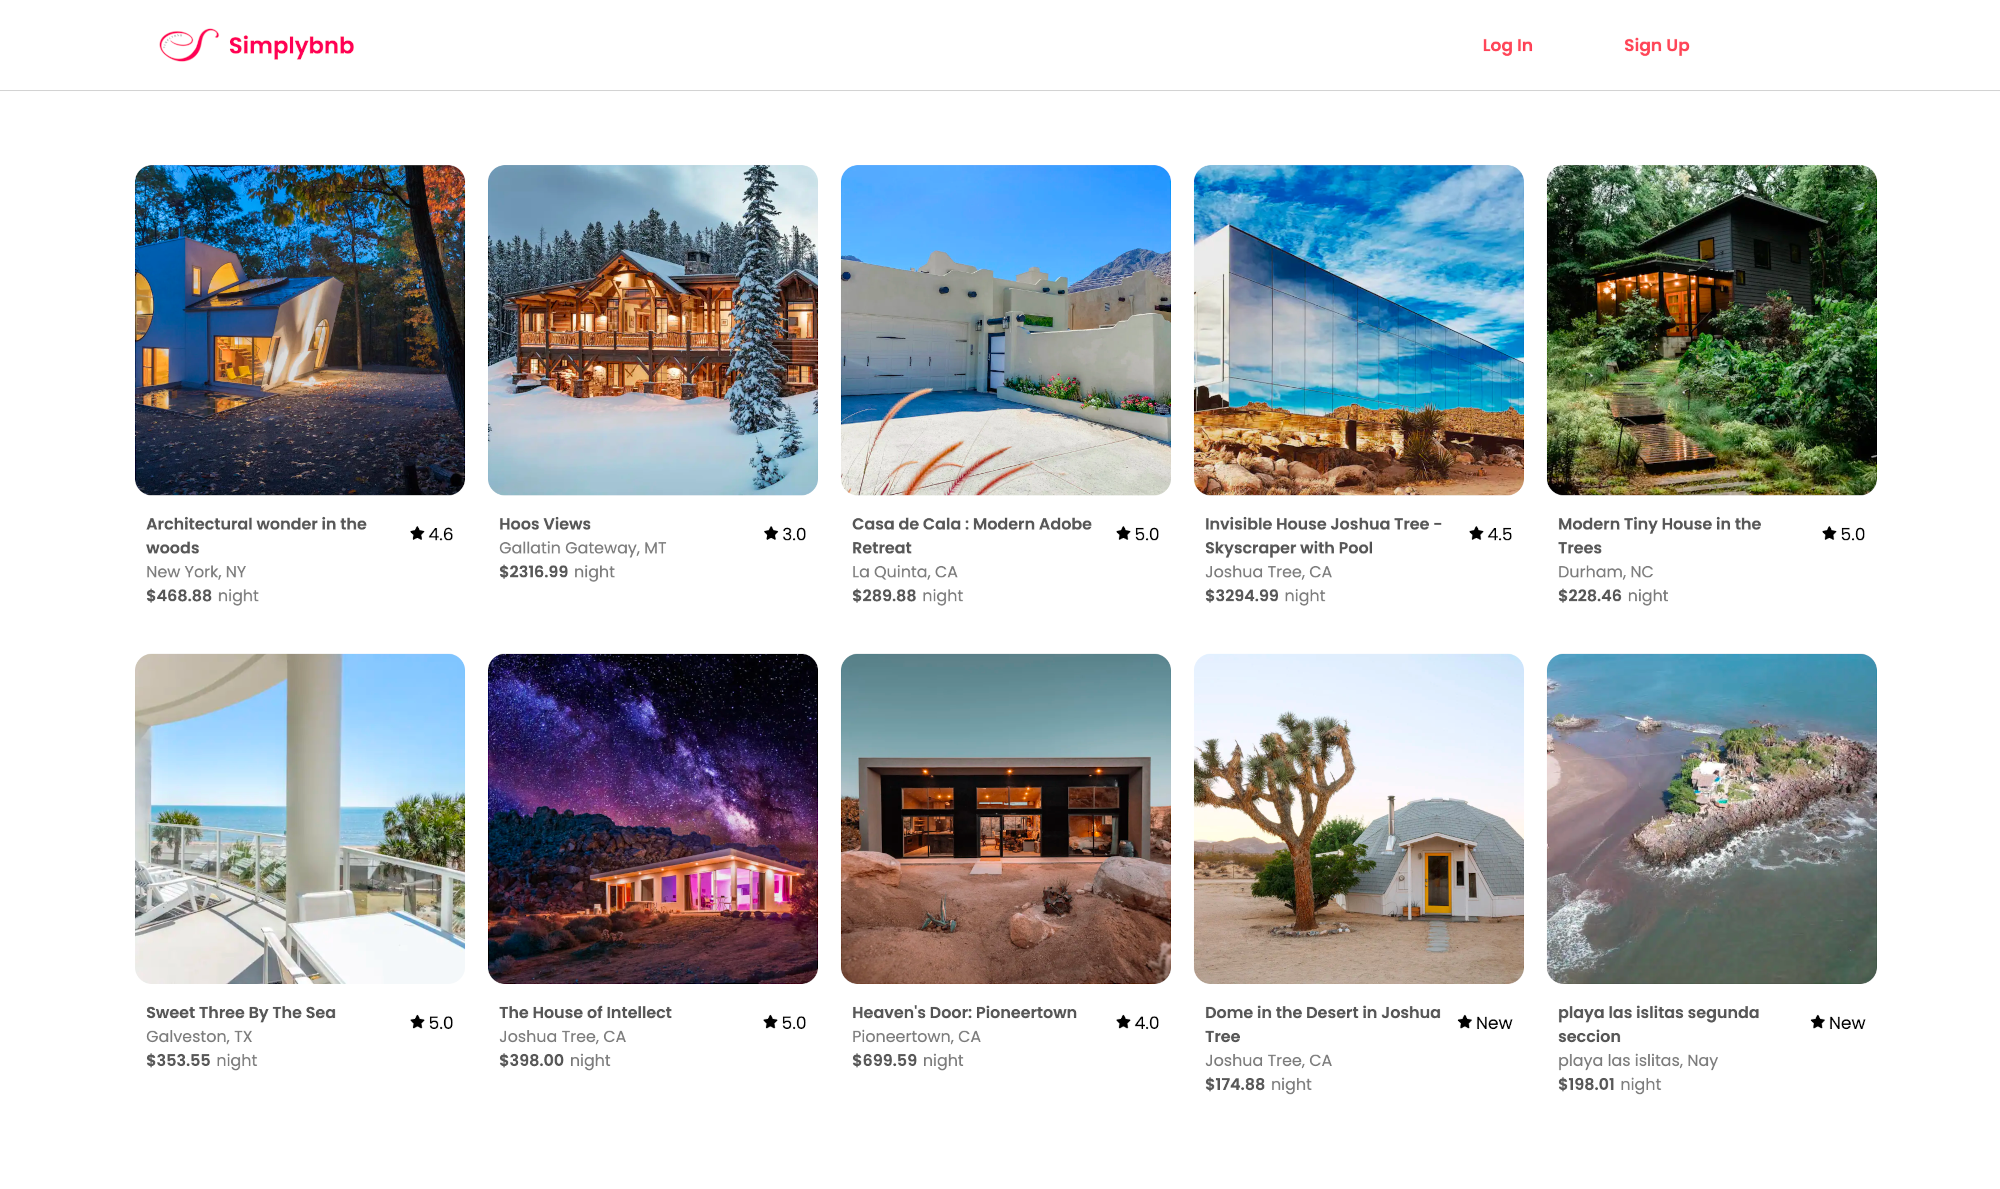 Simplybnb
Log In
Sign Up
Architectural wonder in the
woods
New York, NY
$468.88 night
4.6
Hoos Views
Gallatin Gateway, MT
$2316.99 night
3.0
Casa de Cala : Modern Adobe
Retreat
La Quinta, CA
$289.88 night
5.0
Invisible House Joshua Tree -
Skyscraper with Pool
Joshua Tree, CA
$3294.99 night
4.5
Modern Tiny House in the
Trees
Durham, NC
$228.46 night
5.0
Sweet Three By The Sea
Galveston, TX
$353.55 night
5.0
The House of Intellect
Joshua Tree, CA
$398.00 night
5.0
Heaven's Door: Pioneertown
Pioneertown, CA
$699.59 night
4.0
Dome in the Desert in Joshua
Tree
Joshua Tree, CA
$174.88 night
New
playa las islitas segunda
seccion
playa las islitas, Nay
$198.01 night
New